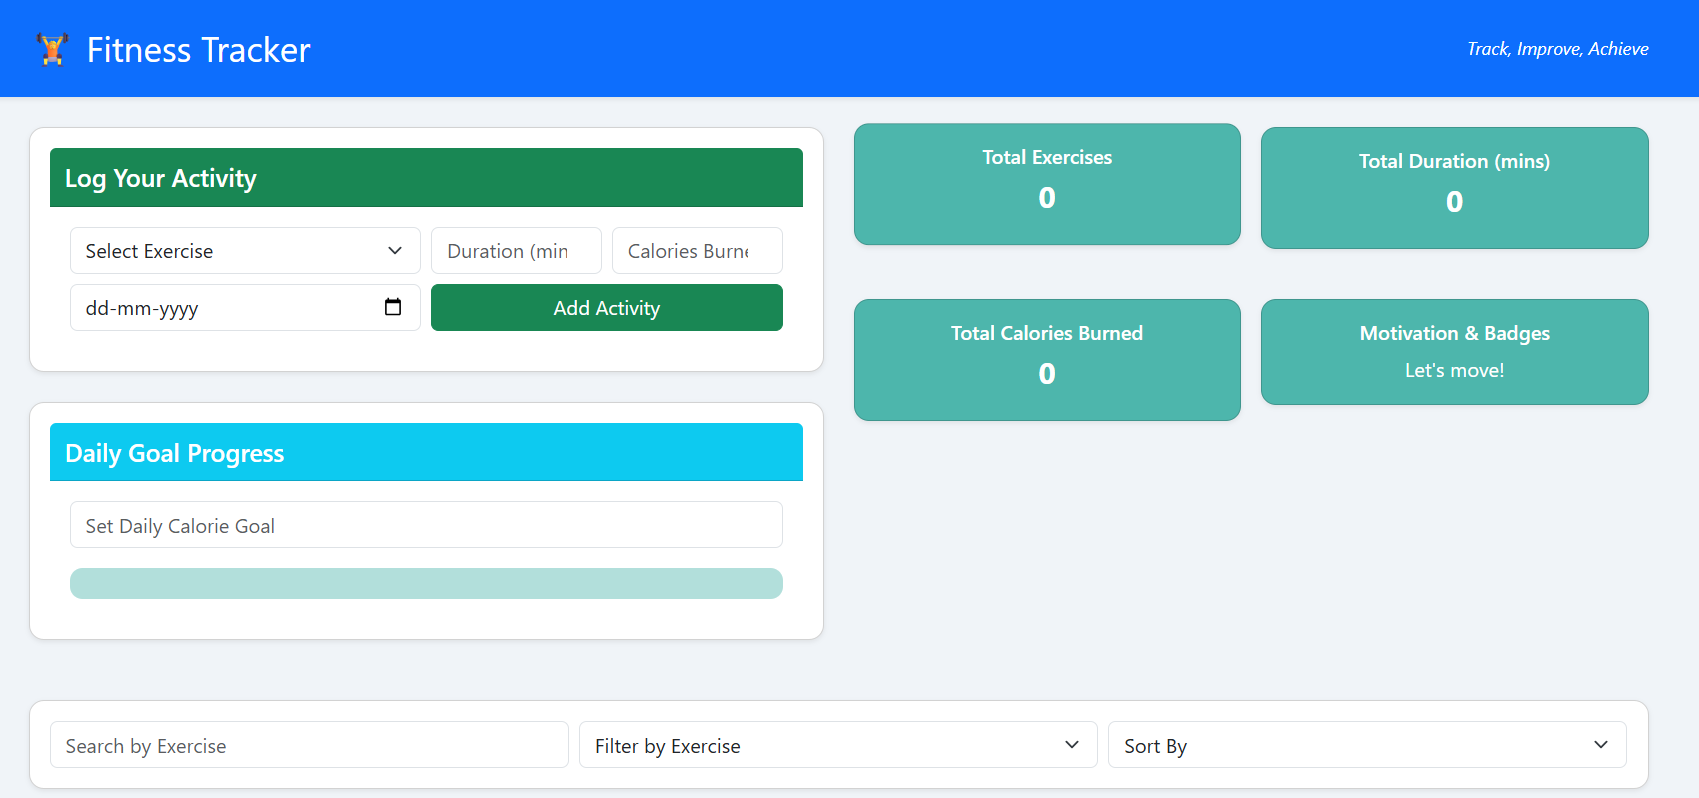 Fitness Tracker
Track, Improve, Achieve
Log Your Activity
Select Exercise
Duration (min
Calories Burne
dd-mm-yyyy
Add Activity
Total Exercises
0
Total Duration (mins)
0
Total Calories Burned
0
Motivation & Badges
Let's move!
Daily Goal Progress
Set Daily Calorie Goal
Search by Exercise
Filter by Exercise
Sort By